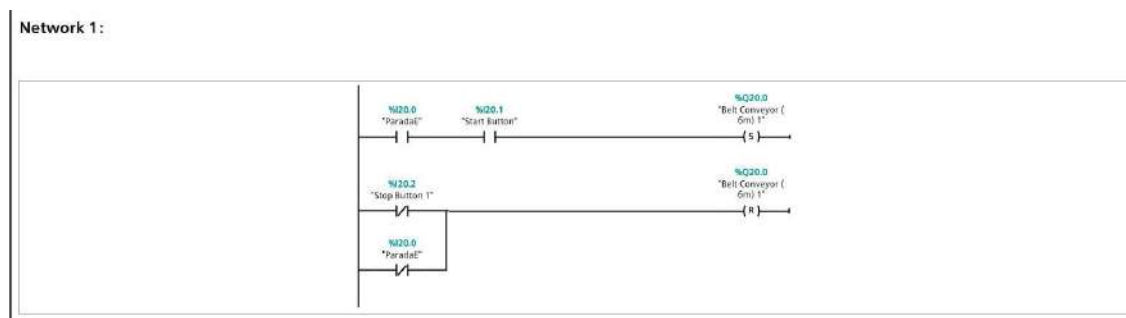 Network 1:
%Q20.0
%I20.0 %I20.1 "Belt Conveyor (
"ParadaE" "Start Button" 6m) 1"
S
%Q20.0
%I20.2 "Belt Conveyor (
"Stop Button 1" 6m) 1"
R
%I20.0
"ParadaE"